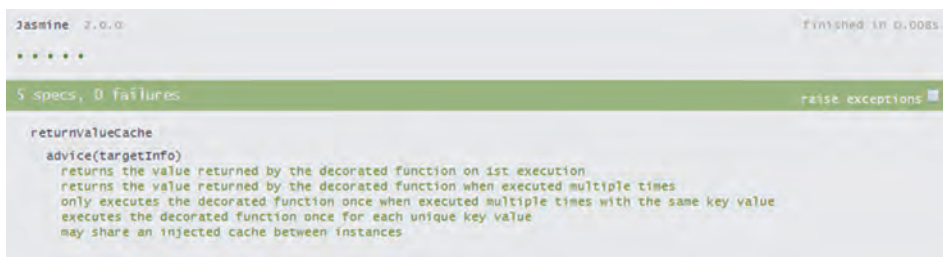 Jasmine 2.0.0
finished in 0.008s
• • • • •
5 specs, 0 failures
raise exceptions
returnValueCache
advice(targetInfo)
returns the value returned by the decorated function on 1st execution
returns the value returned by the decorated function when executed multiple times
only executes the decorated function once when executed multiple times with the same key value
executes the decorated function once for each unique key value
may share an injected cache between instances